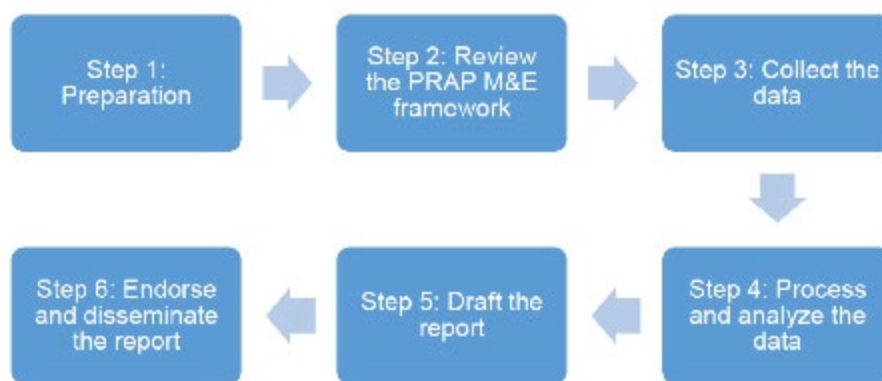 Step 1:
Preparation
Step 2: Review
the PRAP M&E
framework
Step 3: Collect the
data
Step 4: Process
and analyze the
data
Step 5: Draft the
report
Step 6: Endorse
and disseminate
the report